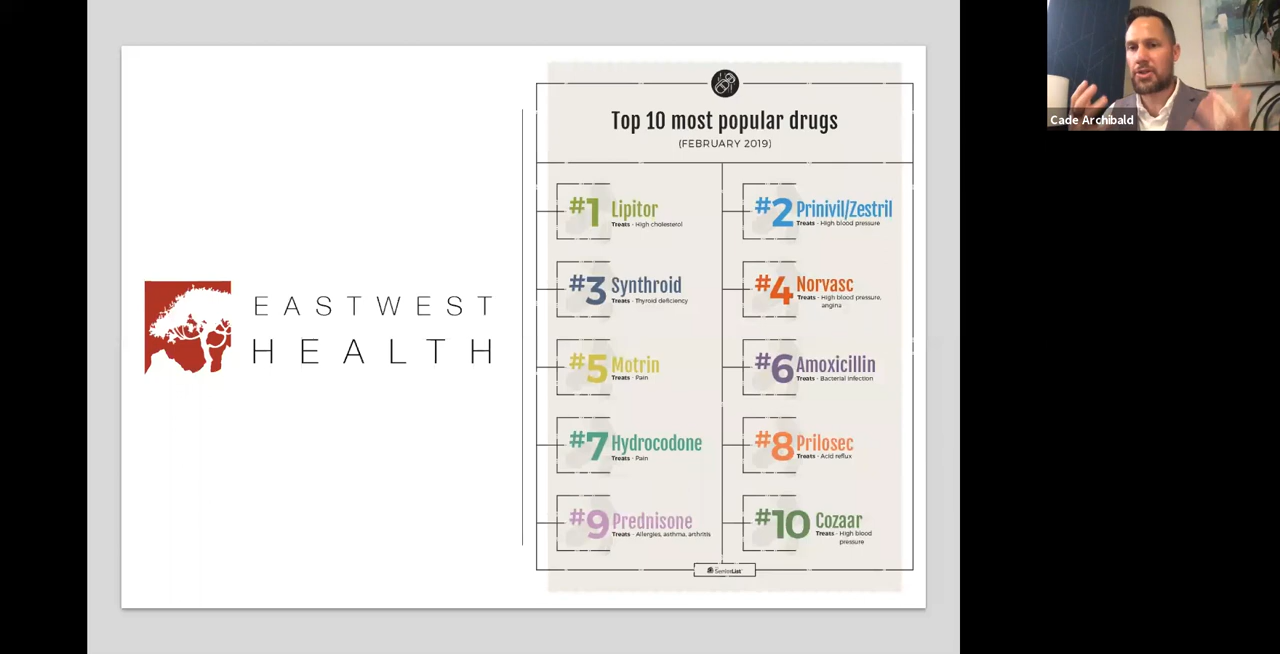 EASTWEST
HEALTH
Top 10 most popular drugs
(FEBRUARY 2019)
#1 Lipitor
Treats - High cholesterol
#2 Prinivil/Zestril
Treats - High blood pressure
#3 Synthroid
Treats - Thyroid deficiency
#4 Norvasc
Treats - High blood pressure,
angina
#5 Motrin
Treats - Pain
#6 Amoxicillin
Treats - Bacterial infection
#7 Hydrocodone
Treats - Pain
#8 Prilosec
Treats - Acid reflux
#9 Prednisone
Treats - Allergies, asthma, arthritis
#10 Cozaar
Treats - High blood
pressure
SeniorList
Cade Archibald